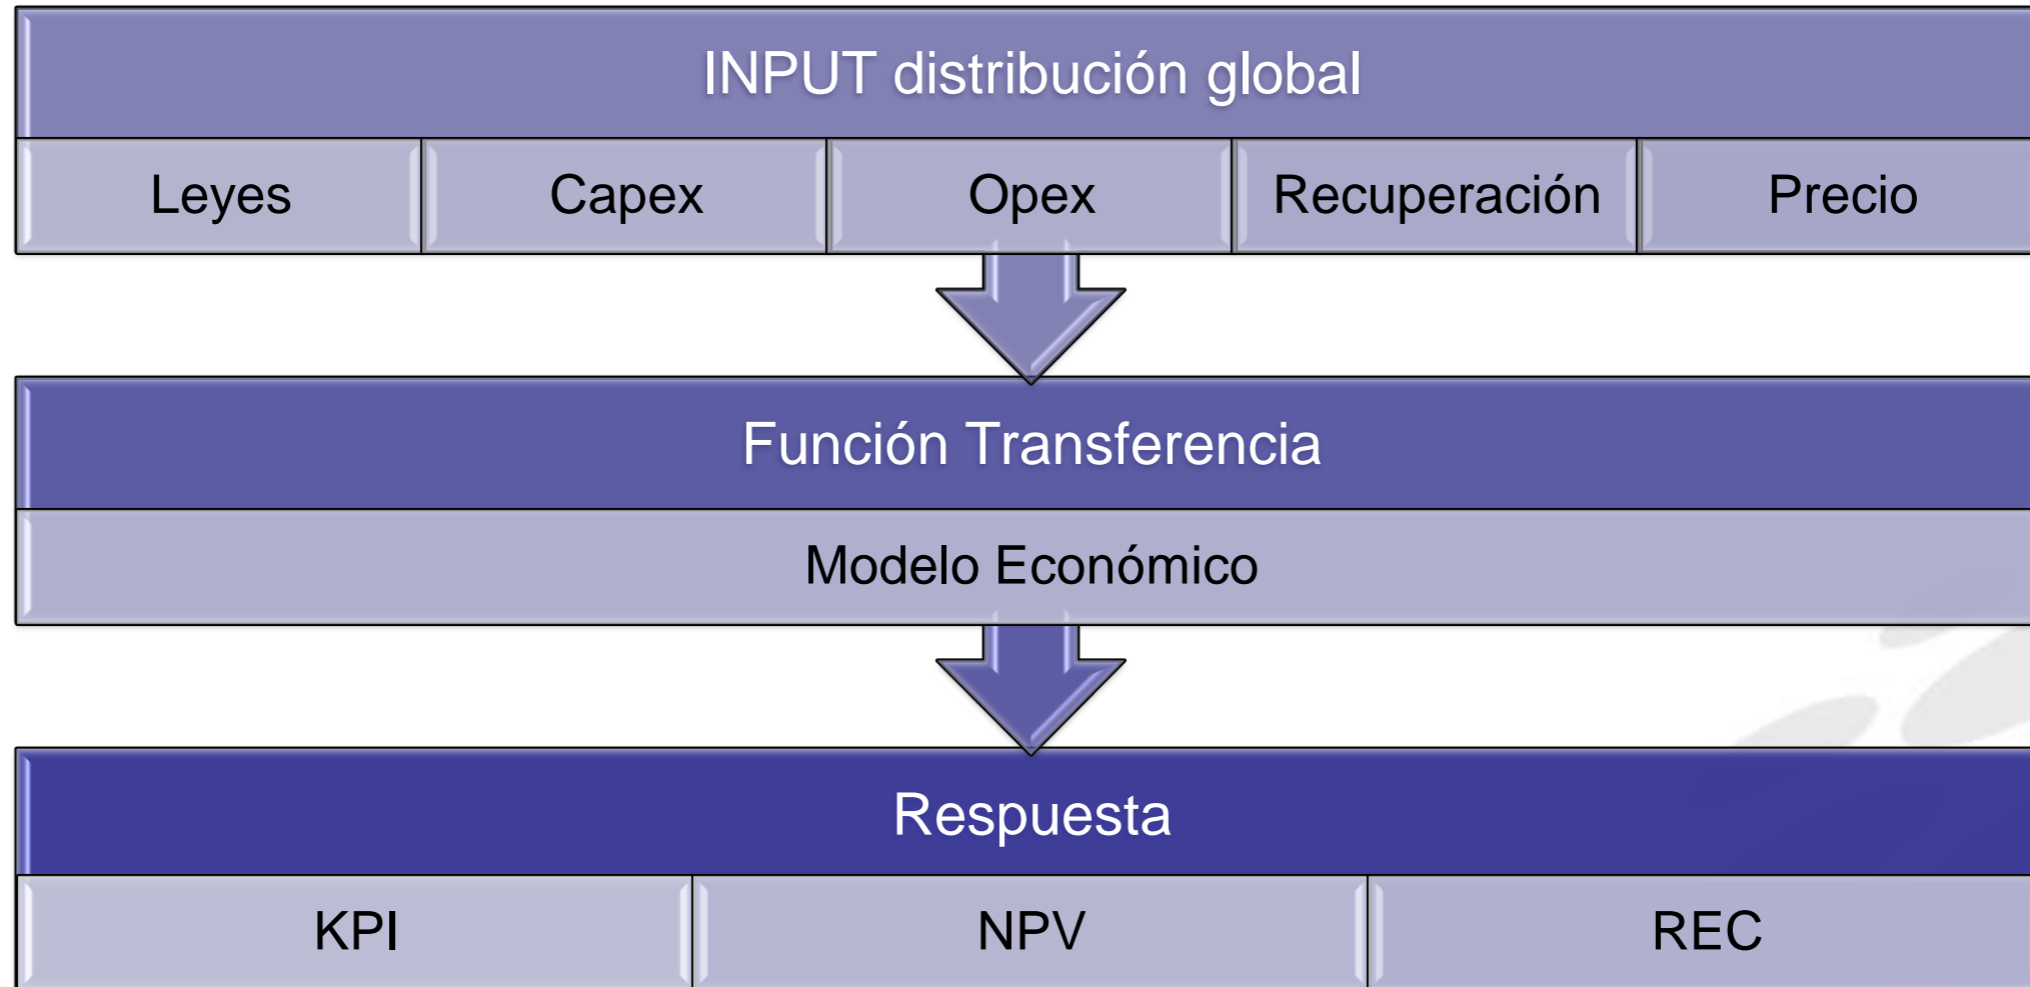 INPUT distribución global
Leyes Capex Opex Recuperación Precio
Función Transferencia
Modelo Económico
Respuesta
KPI NPV REC